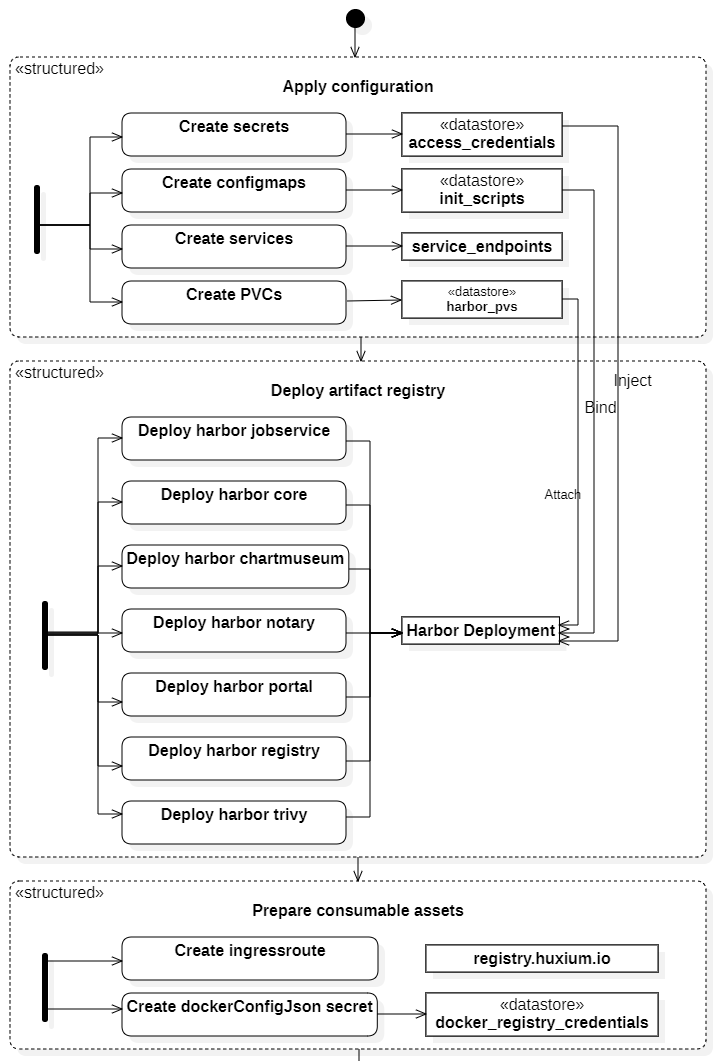 «structured»
Apply configuration
Create secrets
«datastore»
access_credentials
Create configmaps
«datastore»
init_scripts
Create services
service_endpoints
Create PVCs
«datastore»
harbor_pvs
«structured»
Deploy artifact registry
Inject
Bind
Attach
Deploy harbor jobservice
Deploy harbor core
Deploy harbor chartmuseum
Deploy harbor notary
Harbor Deployment
Deploy harbor portal
Deploy harbor registry
Deploy harbor trivy
«structured»
Prepare consumable assets
Create ingressroute
registry.huxium.io
Create dockerConfigJson secret
«datastore»
docker_registry_credentials